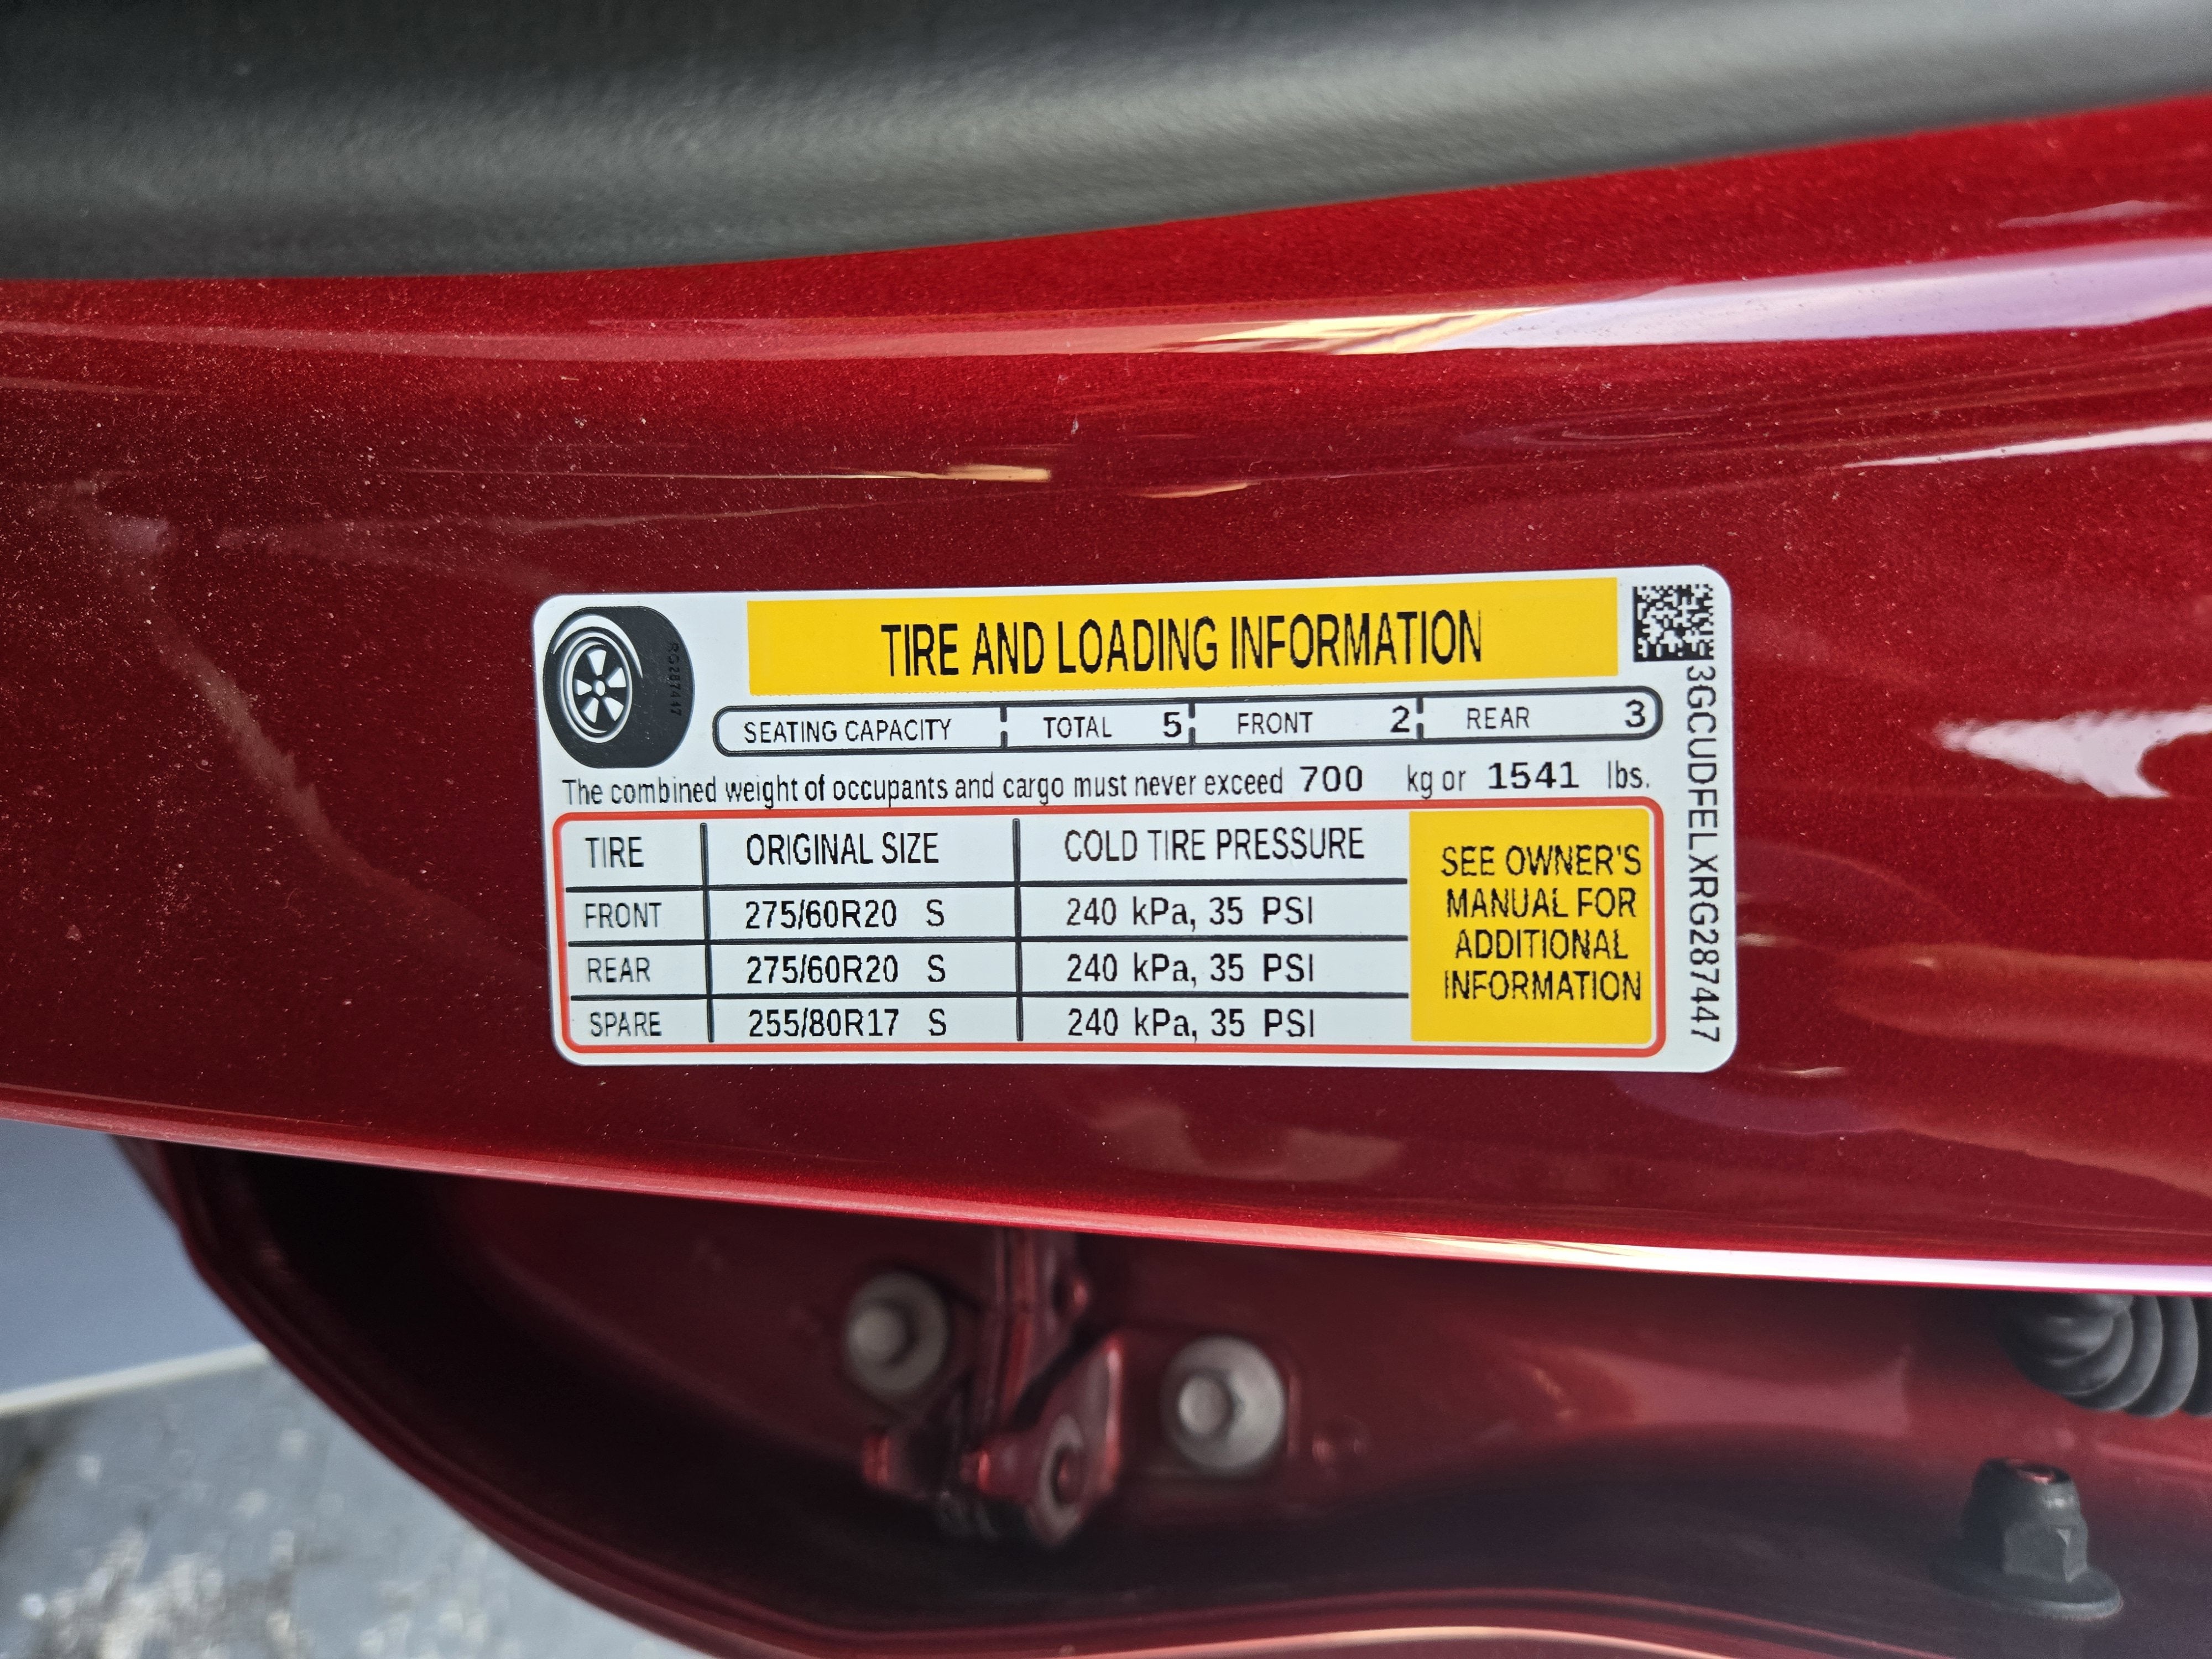 TIRE AND LOADING INFORMATION
RG287447
SEATING CAPACITY TOTAL 5 FRONT 2 REAR 3
The combined weight of occupants and cargo must never exceed 700 kg or 1541 lbs.
TIRE ORIGINAL SIZE COLD TIRE PRESSURE
FRONT 275/60R20 S 240 kPa, 35 PSI
REAR 275/60R20 S 240 kPa, 35 PSI
SPARE 255/80R17 S 240 kPa, 35 PSI
SEE OWNER'S
MANUAL FOR
ADDITIONAL
INFORMATION
3GCUDFELXRG287447